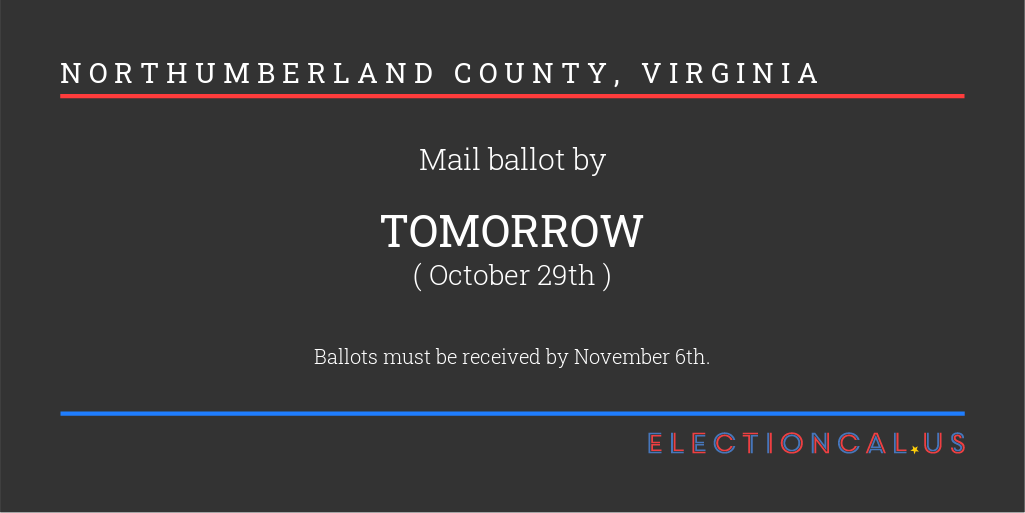 NORTHUMBERLAND COUNTY, VIRGINIA
Mail ballot by
TOMORROW
( October 29th )
Ballots must be received by November 6th.
ELECTIONCAL.US